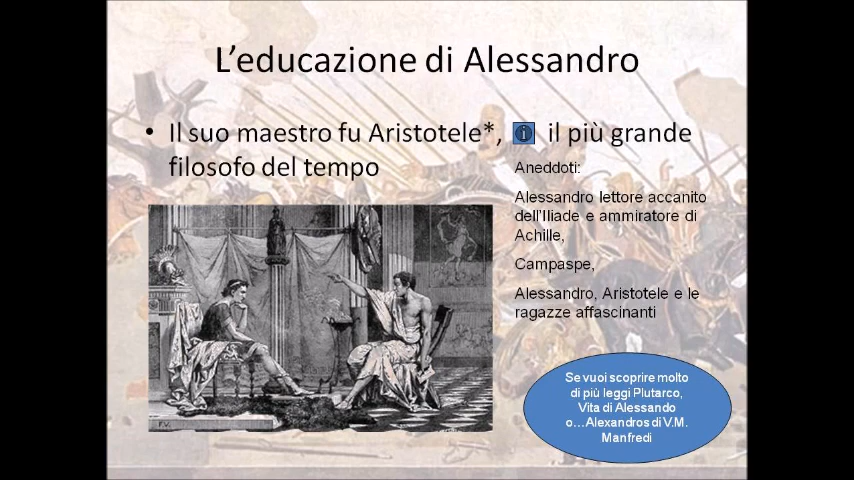 L'educazione di Alessandro
• Il suo maestro fu Aristotele*, i il più grande
filosofo del tempo
Aneddoti:
Alessandro lettore accanito
dell'Iliade e ammiratore di
Achille,
Campaspe,
Alessandro, Aristotele e le
ragazze affascinanti
Se vuoi scoprire molto
di più leggi Plutarco,
Vita di Alessando
o…Alexandros di V.M.
Manfredi
F.V.